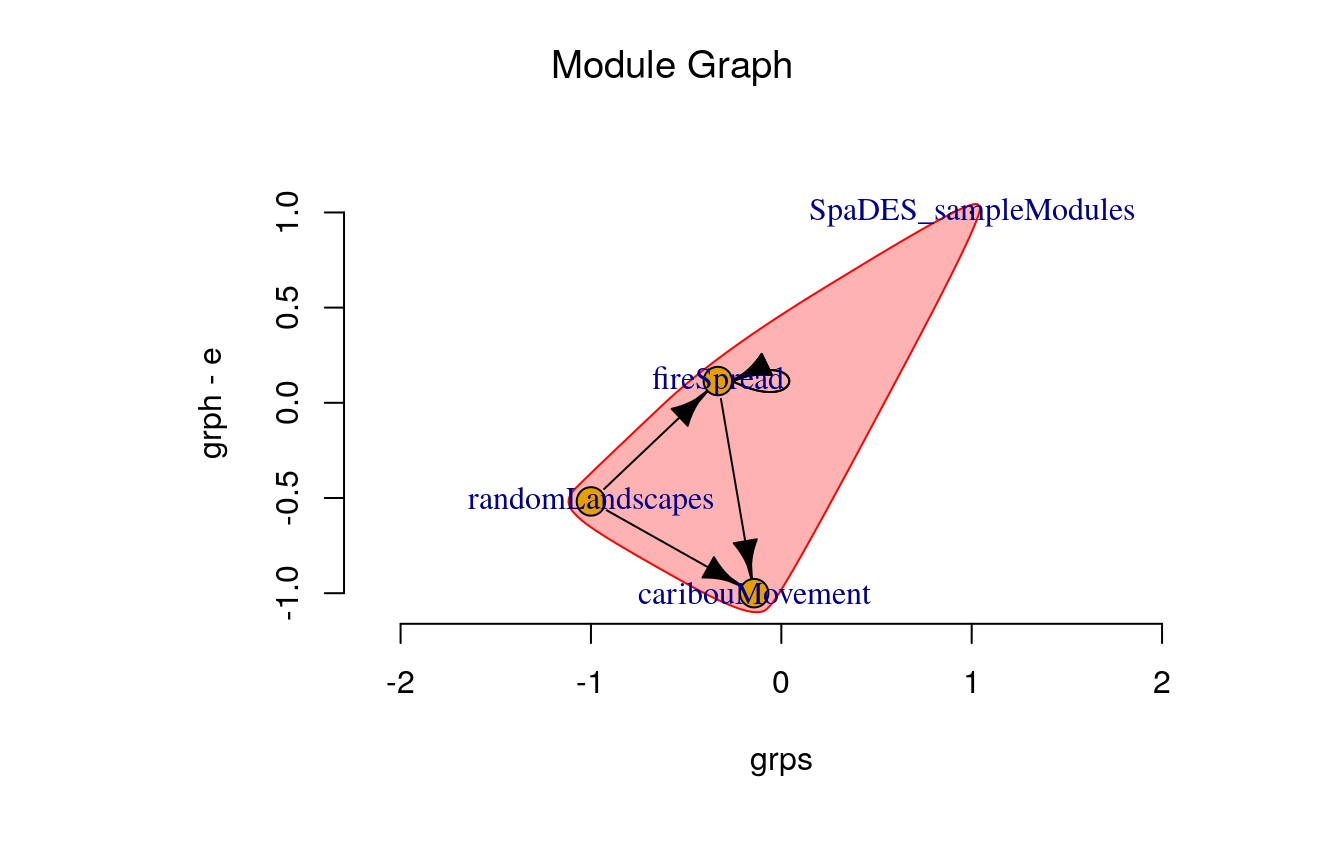 Module Graph
SpaDES_sampleModules
fireSpread
randomLandscapes
caribouMovement
grph - e
1.0
0.5
0.0
-0.5
-1.0
-2 -1 0 1 2
grps